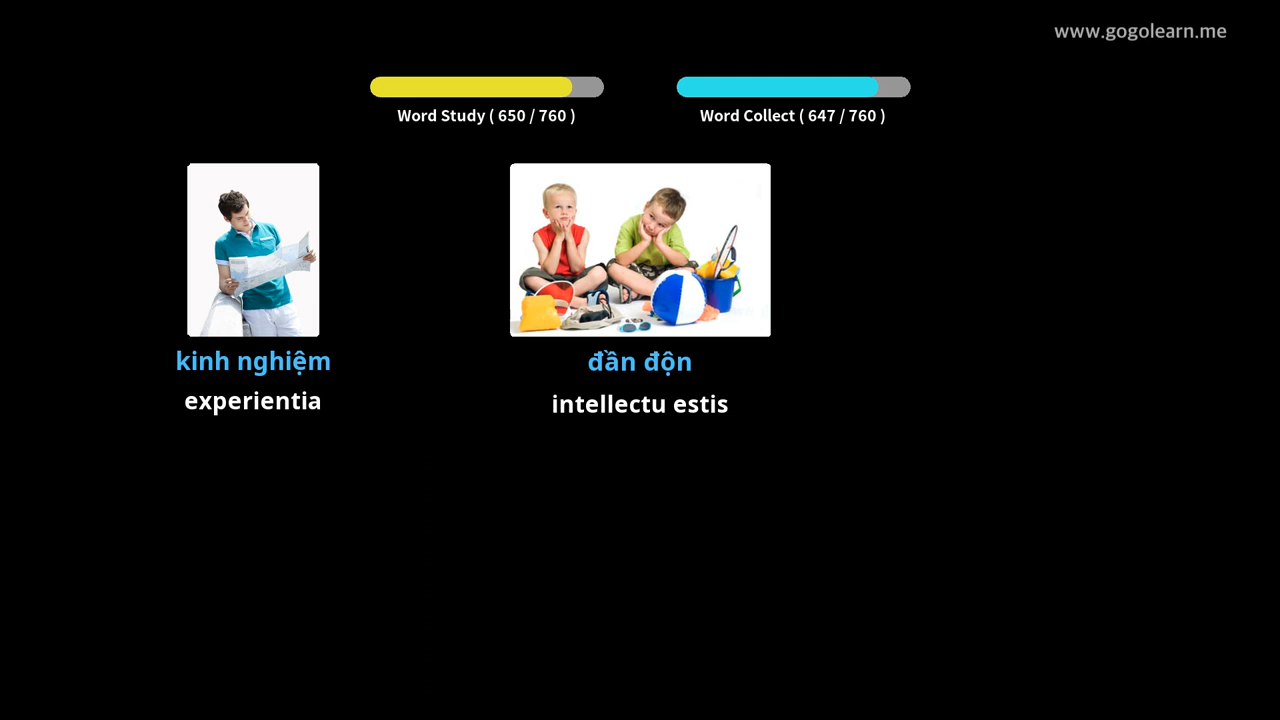 www.gogolearn.me
Word Study ( 650 / 760 )
Word Collect ( 647 / 760 )
kinh nghiệm
experientia
đần độn
intellectu estis